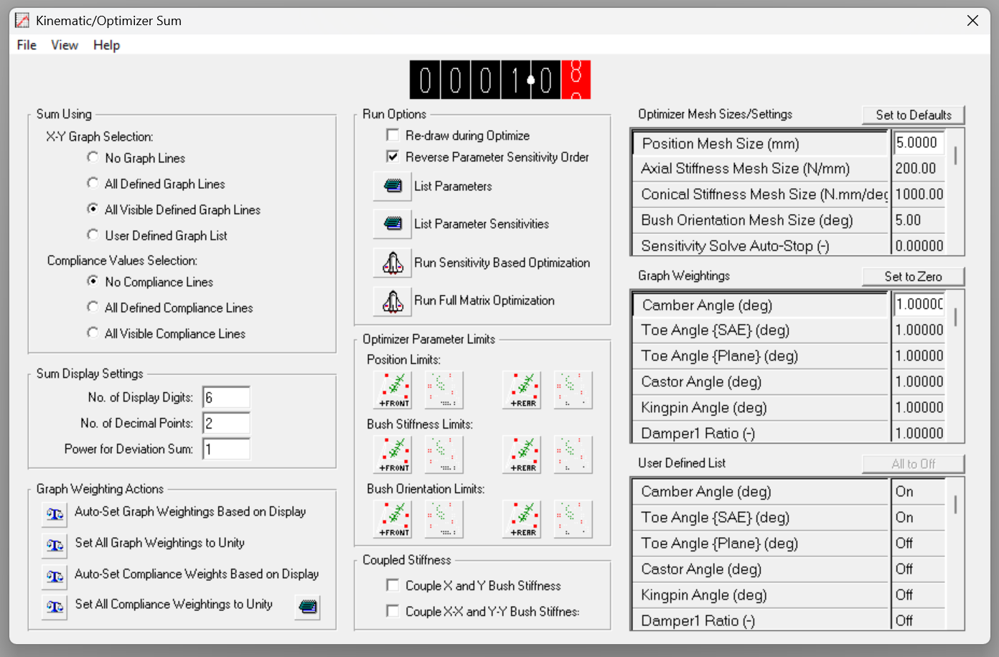 Kinematic/Optimizer Sum
File View Help
0 0 0 1 0 8
Sum Using
X-Y Graph Selection:
No Graph Lines
All Defined Graph Lines
All Visible Defined Graph Lines
User Defined Graph List
Compliance Values Selection:
No Compliance Lines
All Defined Compliance Lines
All Visible Compliance Lines
Sum Display Settings
No. of Display Digits: 6
No. of Decimal Points: 2
Power for Deviation Sum: 1
Graph Weighting Actions
Auto-Set Graph Weightings Based on Display
Set All Graph Weightings to Unity
Auto-Set Compliance Weights Based on Display
Set All Compliance Weightings to Unity
Run Options
Re-draw during Optimize
Reverse Parameter Sensitivity Order
List Parameters
List Parameter Sensitivities
Run Sensitivity Based Optimization
Run Full Matrix Optimization
Optimizer Parameter Limits
Position Limits:
+FRONT +REAR
Bush Stiffness Limits:
+FRONT +REAR
Bush Orientation Limits:
+FRONT +REAR
Coupled Stiffness
Couple X and Y Bush Stiffness
Couple X-X and Y-Y Bush Stiffnes
Optimizer Mesh Sizes/Settings Set to Defaults
Position Mesh Size (mm) 5.0000
Axial Stiffness Mesh Size (N/mm) 200.00
Conical Stiffness Mesh Size (N.mm/deg 1000.00
Bush Orientation Mesh Size (deg) 5.00
Sensitivity Solve Auto-Stop (-) 0.00000
Graph Weightings Set to Zero
Camber Angle (deg) 1.00000
Toe Angle {SAE} (deg) 1.00000
Toe Angle {Plane} (deg) 1.00000
Castor Angle (deg) 1.00000
Kingpin Angle (deg) 1.00000
Damper1 Ratio (-) 1.00000
User Defined List All to Off
Camber Angle (deg) On
Toe Angle {SAE} (deg) On
Toe Angle {Plane} (deg) Off
Castor Angle (deg) Off
Kingpin Angle (deg) Off
Damper1 Ratio (-) Off